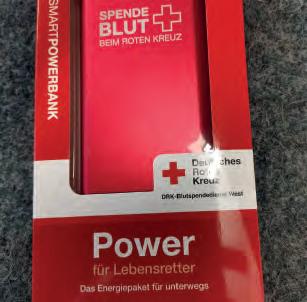 SMARTPOWERBANK
SPENDE
BLUT
BEIM ROTEN KREUZ
Deutsches
Rotes
Kreuz
DRK-Blutspendedienst West
Power
für Lebensretter
Das Energiepaket für unterwegs